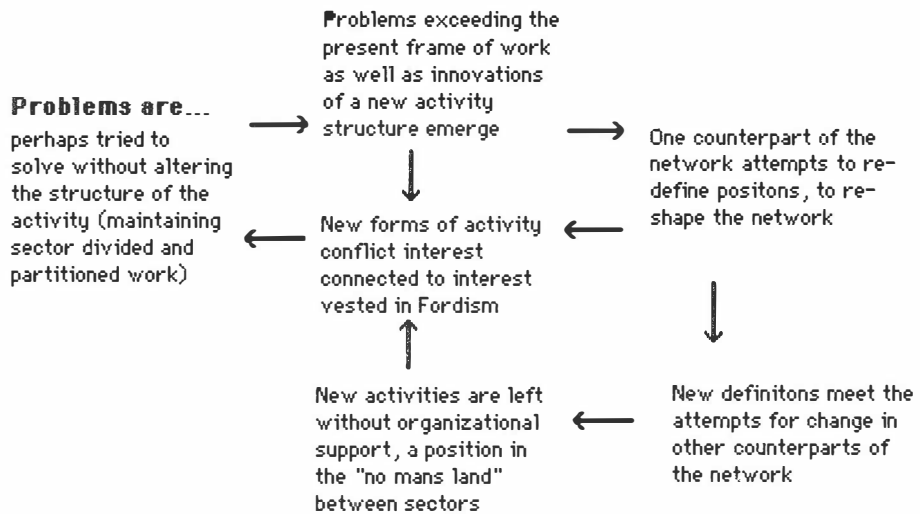 Problems are...
perhaps tried to
solve without altering
the structure of the
activity (maintaining
sector divided and
partitioned work)
Problems exceeding the
present frame of work
as well as innovations
of a new activity
structure emerge
One counterpart of the
network attempts to re-
define positons, to re-
shape the network
New forms of activity
conflict interest
connected to interest
vested in Fordism
New activities are left
without organizational
support, a position in
the "no mans land"
between sectors
New definitons meet the
attempts for change in
other counterparts of
the network